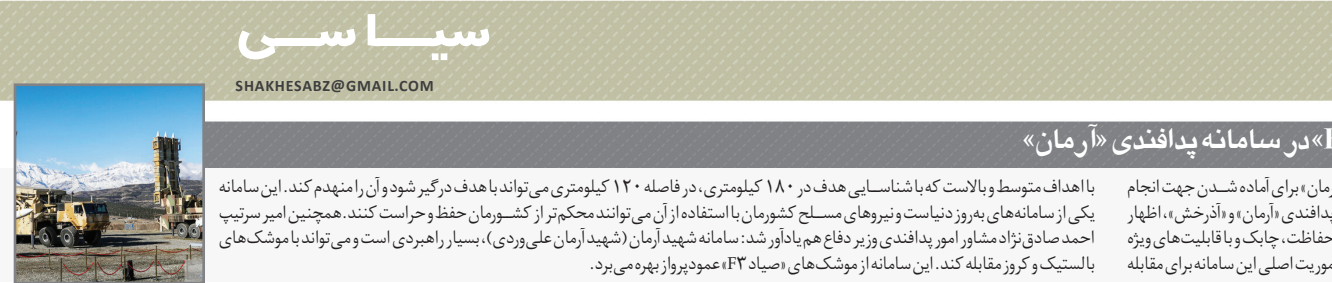 سیاسی
SHAKHESABZ@GMAIL.COM
در سامانه پدافندی «آرمان»
برای آماده شدن جهت انجام
پدافندی «آرمان» و «آذرخش»، اظهار
حفاظت، چابک و با قابلیت‌های ویژه
موریت اصلی این سامانه برای مقابله
با اهداف متوسط و بالاست که با شناسایی هدف در ۱۸۰ کیلومتری، در فاصله ۱۲۰ کیلومتری می‌تواند با هدف درگیر شود و آن را منهدم کند. این سامانه
یکی از سامانه‌های به‌روز دنیاست و نیروهای مسلح کشورمان با استفاده از آن می‌توانند محکم‌تر از کشورمان حفظ و حراست کنند. همچنین امیر سرتیپ
احمد صادق‌نژاد مشاور امور پدافندی وزیر دفاع هم یادآور شد: سامانه شهید آرمان (شهید آرمان علی‌وردی)، بسیار راهبردی است و می‌تواند با موشک‌های
بالستیک و کروز مقابله کند. این سامانه از موشک‌های «صیاد ۳F» عمودپرواز بهره می‌برد.